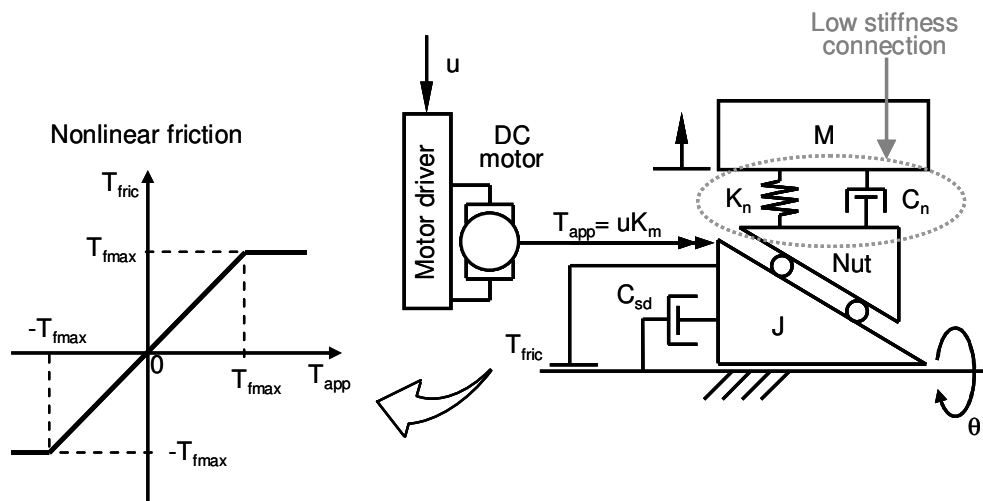 Low stiffness
connection
u
Nonlinear friction
DC
motor
M
T_fric
Motor driver
K_n
C_n
T_app = uK_m
T_fmax
Nut
C_sd
J
-T_fmax
T_fric
0
T_fmax
T_app
θ
-T_fmax